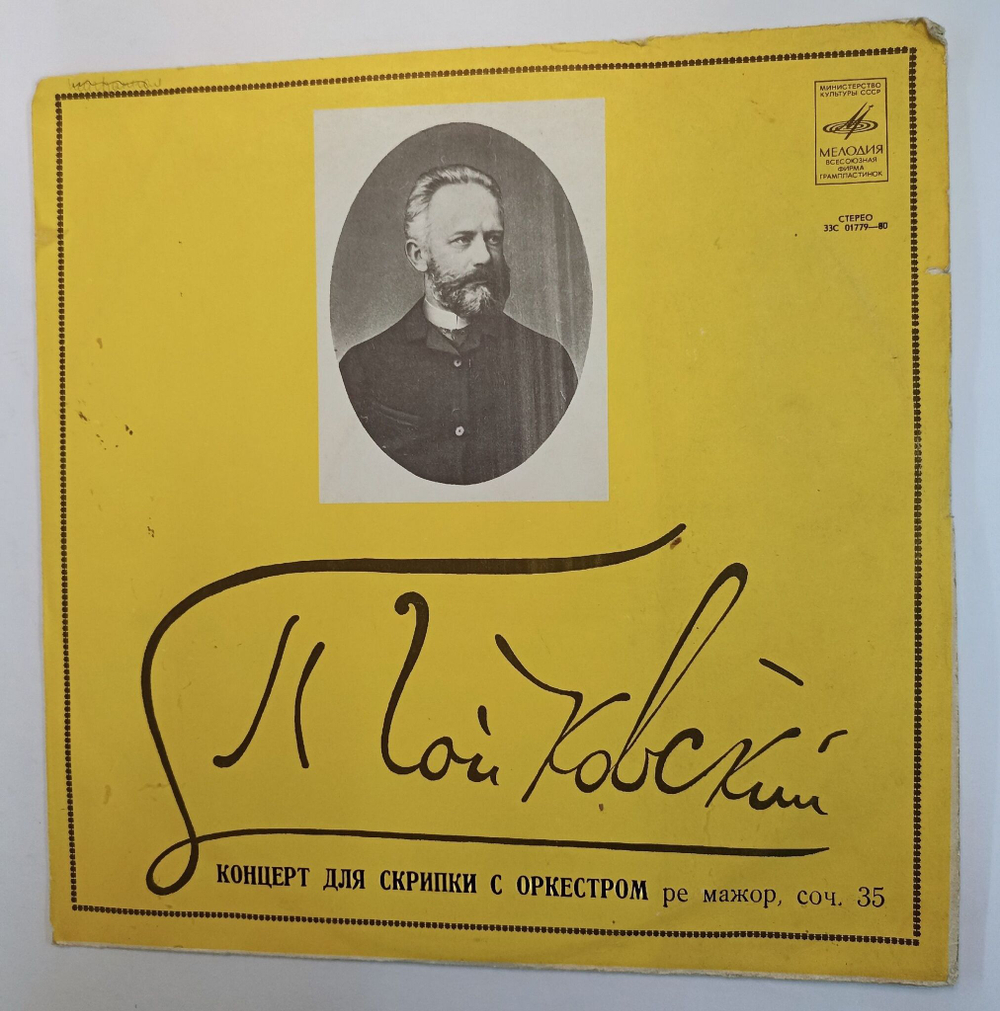 МИНИСТЕРСТВО
КУЛЬТУРЫ СССР
МЕЛОДИЯ
ВСЕСОЮЗНАЯ
ФИРМА
ГРАМПЛАСТИНОК
СТЕРЕО
33С 01779—80
П Чайковский
КОНЦЕРТ ДЛЯ СКРИПКИ С ОРКЕСТРОМ ре мажор, соч. 35